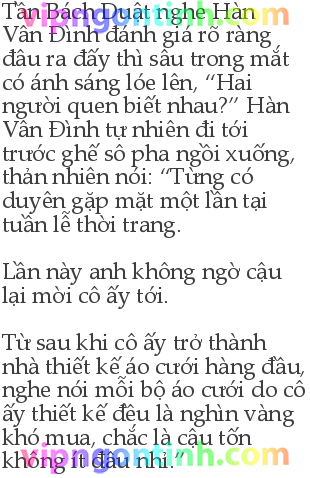 Tần Bách Duật nghe Hàn
Vân Đình đánh giá rõ ràng
đâu ra đấy thì sâu trong mắt
có ánh sáng lóe lên, “Hai
người quen biết nhau?” Hàn
Vân Đình tự nhiên đi tới
trước ghế sô pha ngồi xuống,
thản nhiên nói: “Từng có
duyên gặp mặt một lần tại
tuần lễ thời trang.
Lần này anh không ngờ cậu
lại mời cô ấy tới.
Từ sau khi cô ấy trở thành
nhà thiết kế áo cưới hàng đầu,
nghe nói mỗi bộ áo cưới do cô
ấy thiết kế đều là nghìn vàng
khó mua, chắc là cậu tốn
không ít đâu nhỉ.”
vipngontinh.com
vipngontinh.com